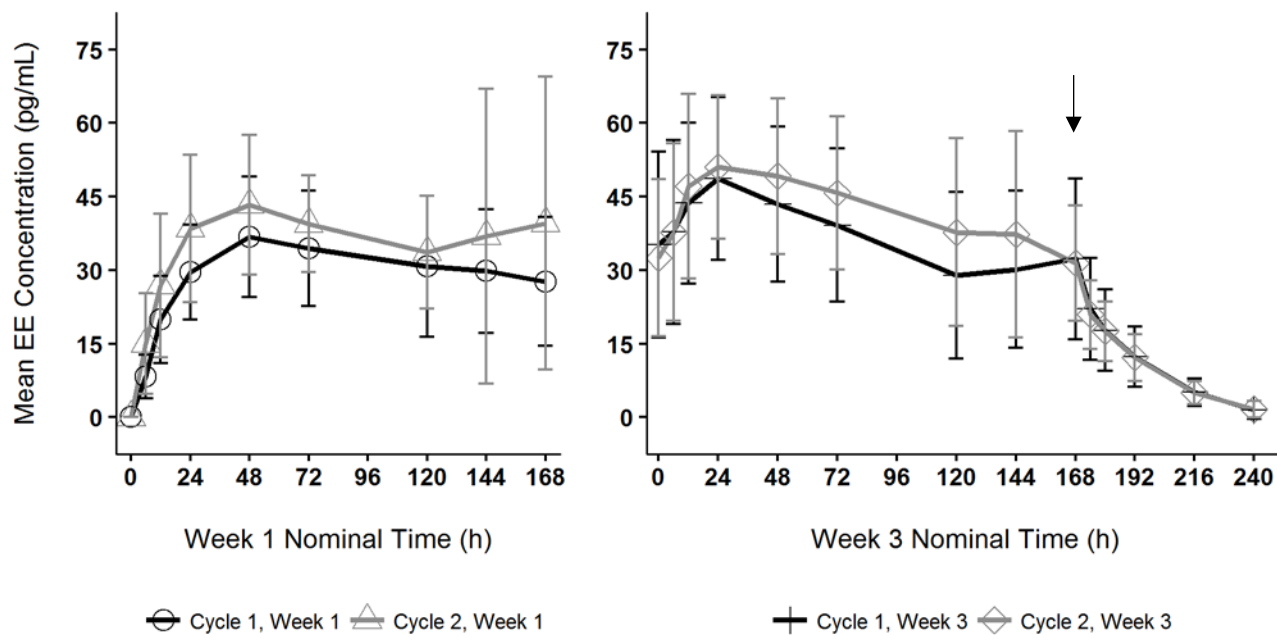 Mean EE Concentration (pg/mL)
75
60
45
30
15
0
0 24 48 72 96 120 144 168
Week 1 Nominal Time (h)
Cycle 1, Week 1 Cycle 2, Week 1
75
60
45
30
15
0
0 24 48 72 96 120 144 168 192 216 240
Week 3 Nominal Time (h)
Cycle 1, Week 3 Cycle 2, Week 3